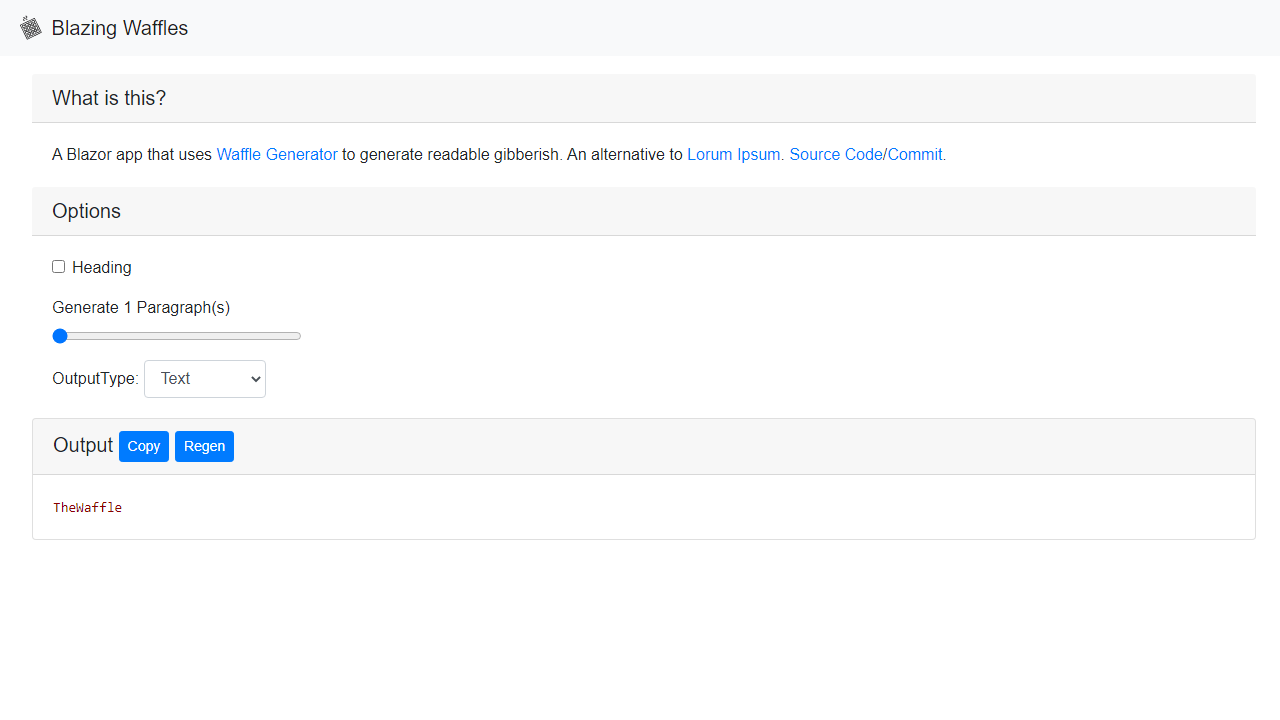 Blazing Waffles
What is this?
A Blazor app that uses Waffle Generator to generate readable gibberish. An alternative to Lorum Ipsum. Source Code/Commit.
Options
Heading
Generate 1 Paragraph(s)
OutputType: Text
Output Copy Regen
TheWaffle